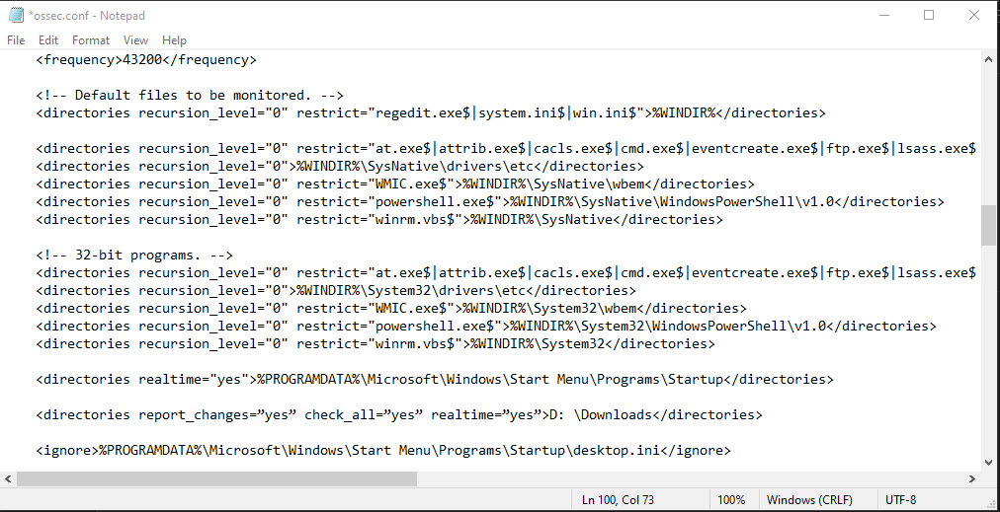 *ossec.conf - Notepad
File Edit Format View Help
<frequency>43200</frequency>
<!-- Default files to be monitored. -->
<directories recursion_level="0" restrict="regedit.exe$|system.ini$|win.ini$">%WINDIR%</directories>
<directories recursion_level="0" restrict="at.exe$|attrib.exe$|cacls.exe$|cmd.exe$|eventcreate.exe$|ftp.exe$|lsass.exe$
<directories recursion_level="0">%WINDIR%\SysNative\drivers\etc</directories>
<directories recursion_level="0" restrict="WMIC.exe$">%WINDIR%\SysNative\wbem</directories>
<directories recursion_level="0" restrict="powershell.exe$">%WINDIR%\SysNative\WindowsPowerShell\v1.0</directories>
<directories recursion_level="0" restrict="winrm.vbs$">%WINDIR%\SysNative</directories>
<!-- 32-bit programs. -->
<directories recursion_level="0" restrict="at.exe$|attrib.exe$|cacls.exe$|cmd.exe$|eventcreate.exe$|ftp.exe$|lsass.exe$
<directories recursion_level="0">%WINDIR%\System32\drivers\etc</directories>
<directories recursion_level="0" restrict="WMIC.exe$">%WINDIR%\System32\wbem</directories>
<directories recursion_level="0" restrict="powershell.exe$">%WINDIR%\System32\WindowsPowerShell\v1.0</directories>
<directories recursion_level="0" restrict="winrm.vbs$">%WINDIR%\System32</directories>
<directories realtime="yes">%PROGRAMDATA%\Microsoft\Windows\Start Menu\Programs\Startup</directories>
<directories report_changes=”yes” check_all=”yes” realtime=”yes”>D: \Downloads</directories>
<ignore>%PROGRAMDATA%\Microsoft\Windows\Start Menu\Programs\Startup\desktop.ini</ignore>
Ln 100, Col 73 100% Windows (CRLF) UTF-8